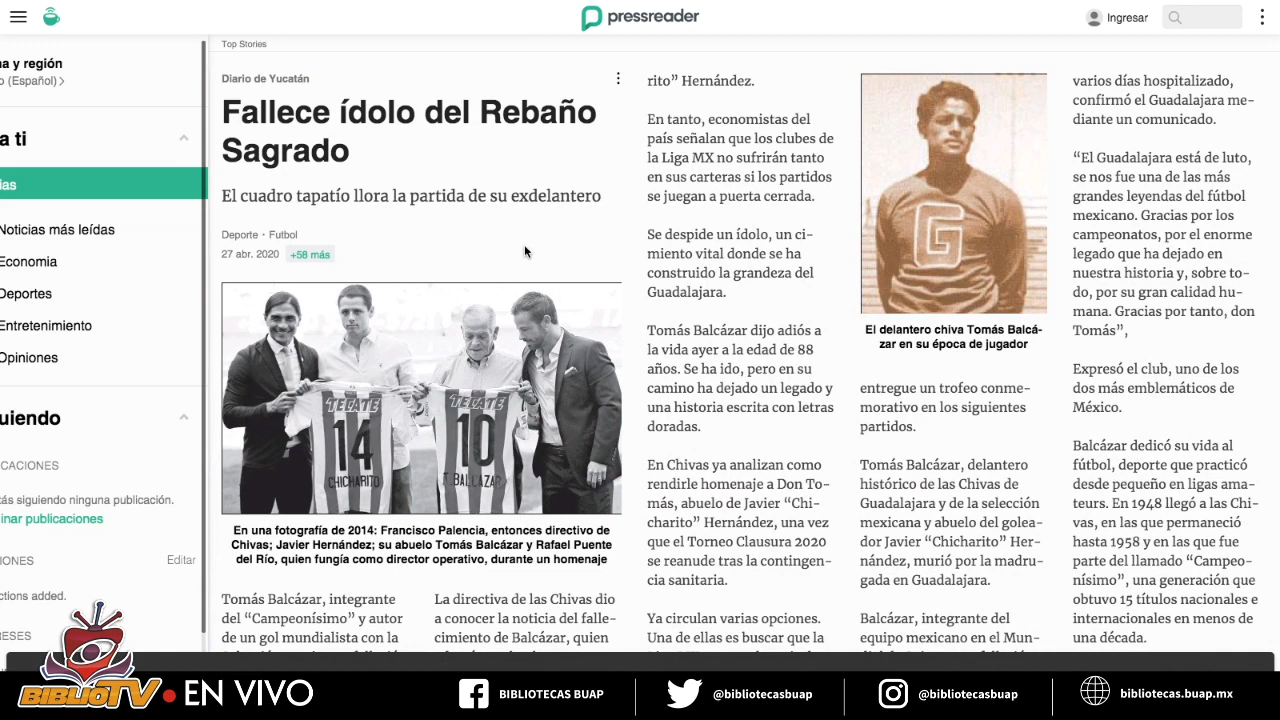 pressreader
Ingresar
na y región
o (Español)
a ti
ias
Noticias más leídas
Economia
Deportes
Entretenimiento
Opiniones
uiendo
CACIONES
tás siguiendo ninguna publicación.
inar publicaciones
IONES
Editar
ctions added.
RESES
Top Stories
Diario de Yucatán
Fallece ídolo del Rebaño
Sagrado
El cuadro tapatío llora la partida de su exdelantero
Deporte · Futbol
27 abr. 2020 +58 más
TECATE
14
CHICHARITO
TECATE
10
T. BALCAZAR
En una fotografía de 2014: Francisco Palencia, entonces directivo de
Chivas; Javier Hernández; su abuelo Tomás Balcázar y Rafael Puente
del Río, quien fungía como director operativo, durante un homenaje
Tomás Balcázar, integrante
del “Campeonísimo” y autor
de un gol mundialista con la
La directiva de las Chivas dio
a conocer la noticia del falle-
cimiento de Balcázar, quien
rito” Hernández.
En tanto, economistas del
país señalan que los clubes de
la Liga MX no sufrirán tanto
en sus carteras si los partidos
se juegan a puerta cerrada.
Se despide un ídolo, un ci-
miento vital donde se ha
construido la grandeza del
Guadalajara.
Tomás Balcázar dijo adiós a
la vida ayer a la edad de 88
años. Se ha ido, pero en su
camino ha dejado un legado y
una historia escrita con letras
doradas.
En Chivas ya analizan como
rendirle homenaje a Don To-
más, abuelo de Javier “Chi-
charito” Hernández, una vez
que el Torneo Clausura 2020
se reanude tras la contingen-
cia sanitaria.
Ya circulan varias opciones.
Una de ellas es buscar que la
G
El delantero chiva Tomás Balcá-
zar en su época de jugador
entregue un trofeo conme-
morativo en los siguientes
partidos.
Tomás Balcázar, delantero
histórico de las Chivas de
Guadalajara y de la selección
mexicana y abuelo del golea-
dor Javier “Chicharito” Her-
nández, murió por la madru-
gada en Guadalajara.
Balcázar, integrante del
equipo mexicano en el Mun-
varios días hospitalizado,
confirmó el Guadalajara me-
diante un comunicado.
“El Guadalajara está de luto,
se nos fue una de las más
grandes leyendas del fútbol
mexicano. Gracias por los
campeonatos, por el enorme
legado que ha dejado en
nuestra historia y, sobre to-
do, por su gran calidad hu-
mana. Gracias por tanto, don
Tomás”,
Expresó el club, uno de los
dos más emblemáticos de
México.
Balcázar dedicó su vida al
fútbol, deporte que practicó
desde pequeño en ligas ama-
teurs. En 1948 llegó a las Chi-
vas, en las que permaneció
hasta 1958 y en las que fue
parte del llamado “Campeo-
nísimo”, una generación que
obtuvo 15 títulos nacionales e
internacionales en menos de
una década.
BIBLIOTV • EN VIVO
BIBLIOTECAS BUAP
@bibliotecasbuap
@bibliotecasbuap
bibliotecas.buap.mx